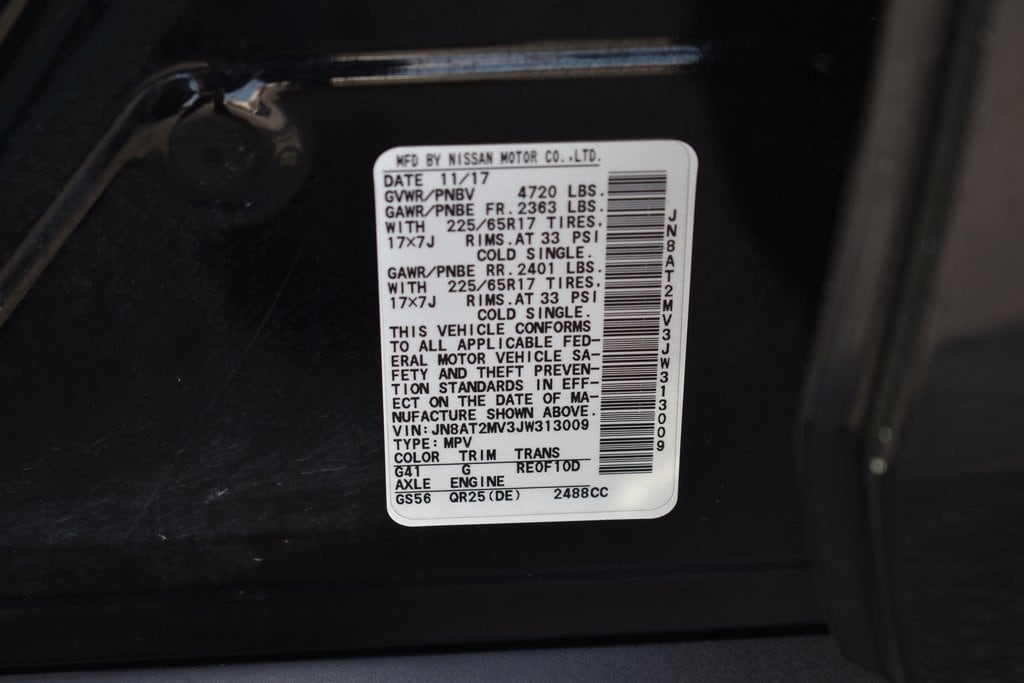 MFD BY NISSAN MOTOR CO.,LTD.
DATE 11/17
GVWR/PNBV 4720 LBS.
GAWR/PNBE FR. 2363 LBS.
WITH 225/65R17 TIRES.
17×7J RIMS. AT 33 PSI
COLD SINGLE.
GAWR/PNBE RR. 2401 LBS.
WITH 225/65R17 TIRES.
17×7J RIMS. AT 33 PSI
COLD SINGLE.
THIS VEHICLE CONFORMS
TO ALL APPLICABLE FED-
ERAL MOTOR VEHICLE SA-
FETY AND THEFT PREVEN-
TION STANDARDS IN EFF-
ECT ON THE DATE OF MA-
NUFACTURE SHOWN ABOVE.
VIN: JN8AT2MV3JW313009
TYPE: MPV
COLOR TRIM TRANS
G41 G RE0F10D
AXLE ENGINE
GS56 QR25(DE) 2488CC
JN8AT2MV3JW313009